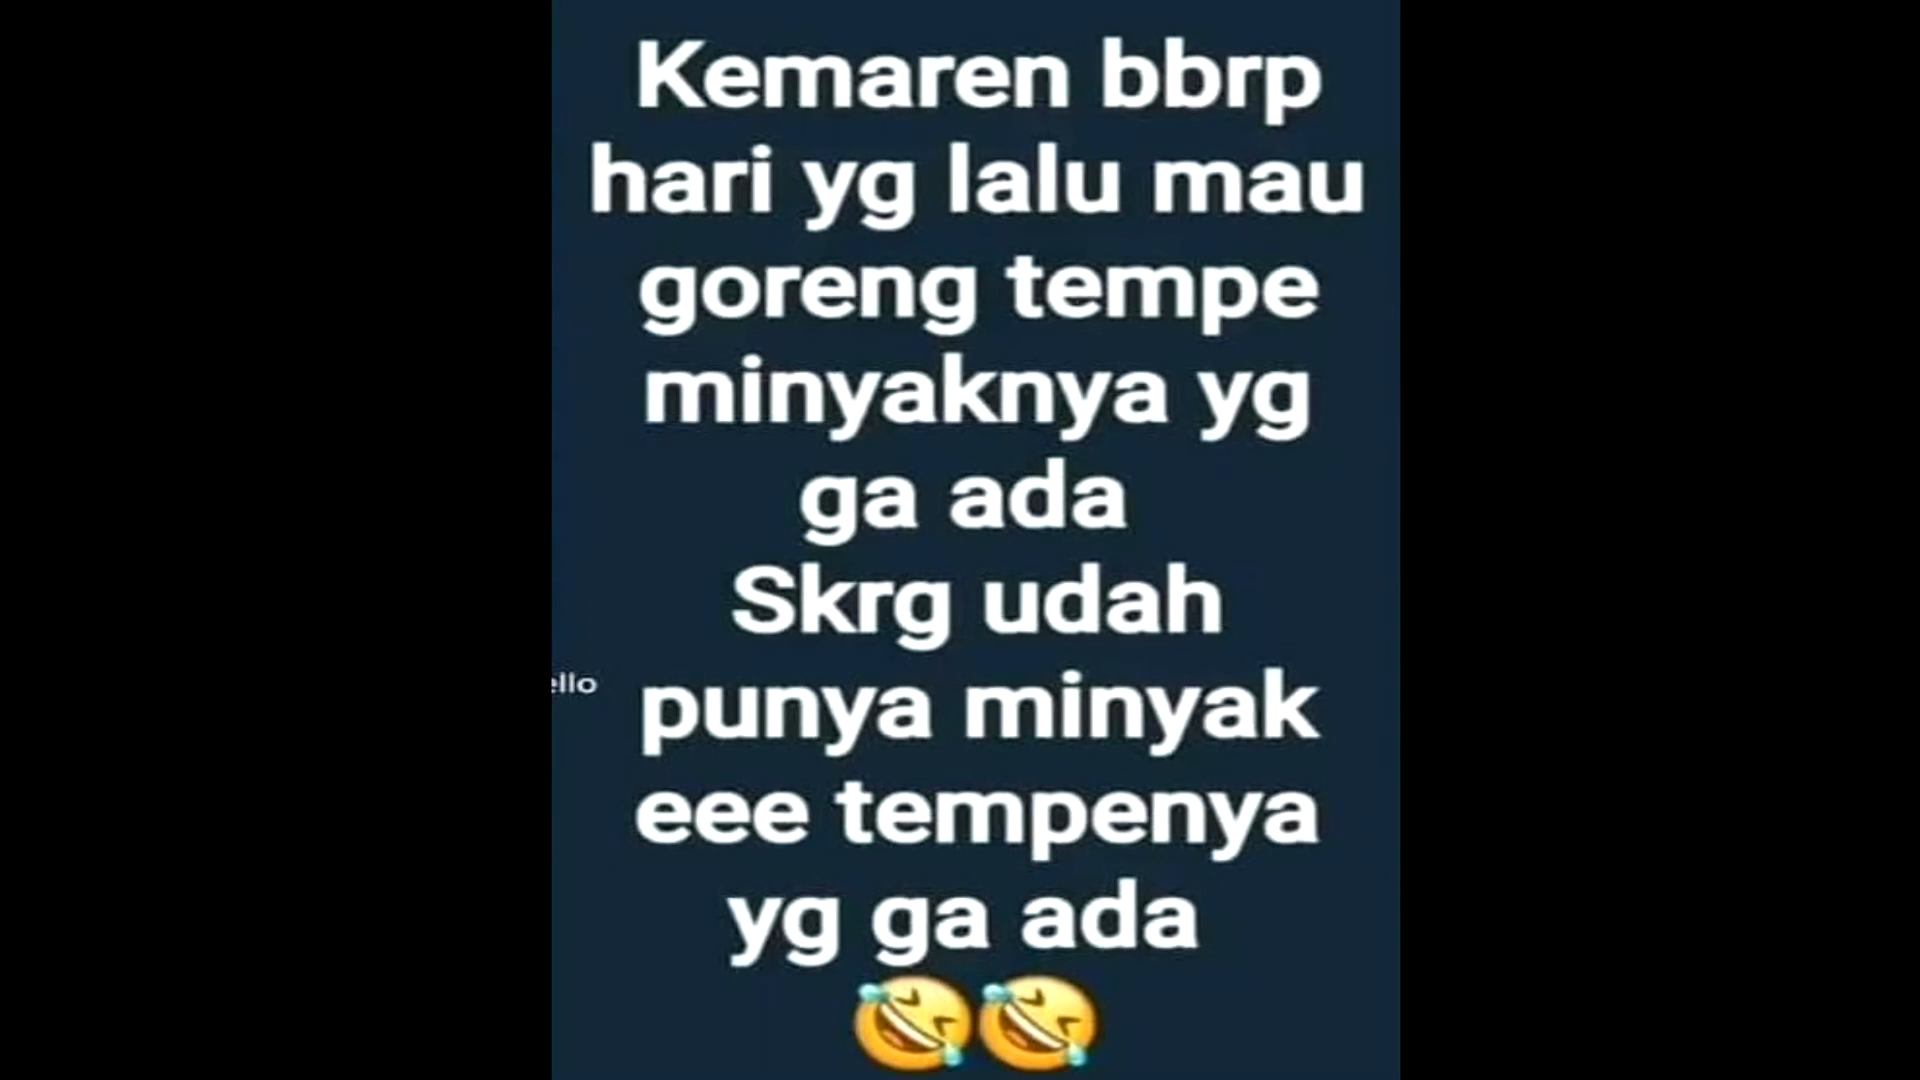 Kemaren bbrp
hari yg lalu mau
goreng tempe
minyaknya yg
ga ada
Skrg udah
punya minyak
eee tempenya
yg ga ada
🤣🤣